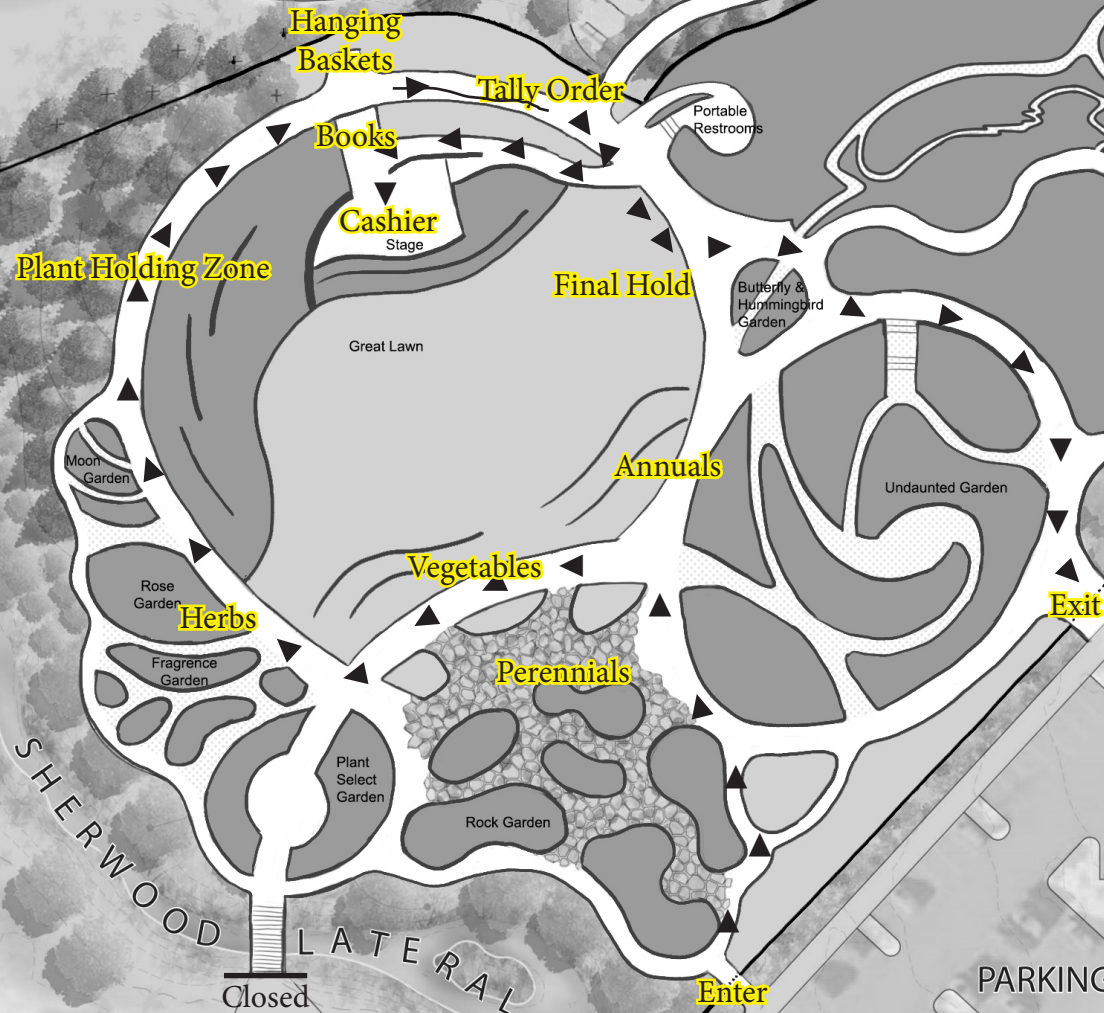 Hanging
Baskets
Tally Order
Portable
Restrooms
Books
Cashier
Stage
Plant Holding Zone
Final Hold
Butterfly &
Hummingbird
Garden
Great Lawn
Moon
Garden
Annuals
Undaunted Garden
Vegetables
Rose
Garden
Herbs
Exit
Fragrence
Garden
Perennials
Plant
Select
Garden
Rock Garden
SHERWOOD LATERAL
PARKING
Enter
Closed